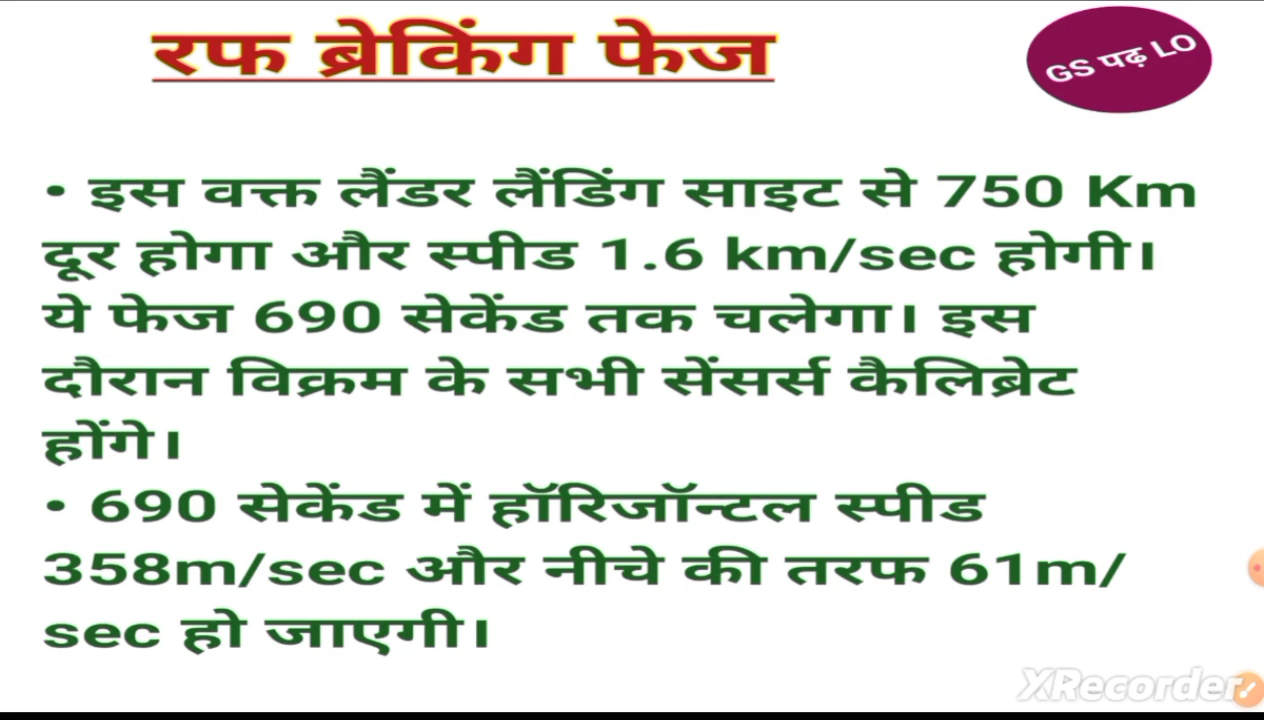 रफ ब्रेकिंग फेज
GS पढ़ LO
• इस वक्त लैंडर लैंडिंग साइट से 750 Km
दूर होगा और स्पीड 1.6 km/sec होगी।
ये फेज 690 सेकेंड तक चलेगा। इस
दौरान विक्रम के सभी सेंसर्स कैलिब्रेट
होंगे।
• 690 सेकेंड में हॉरिजॉन्टल स्पीड
358m/sec और नीचे की तरफ 61m/
sec हो जाएगी।
XRecorder